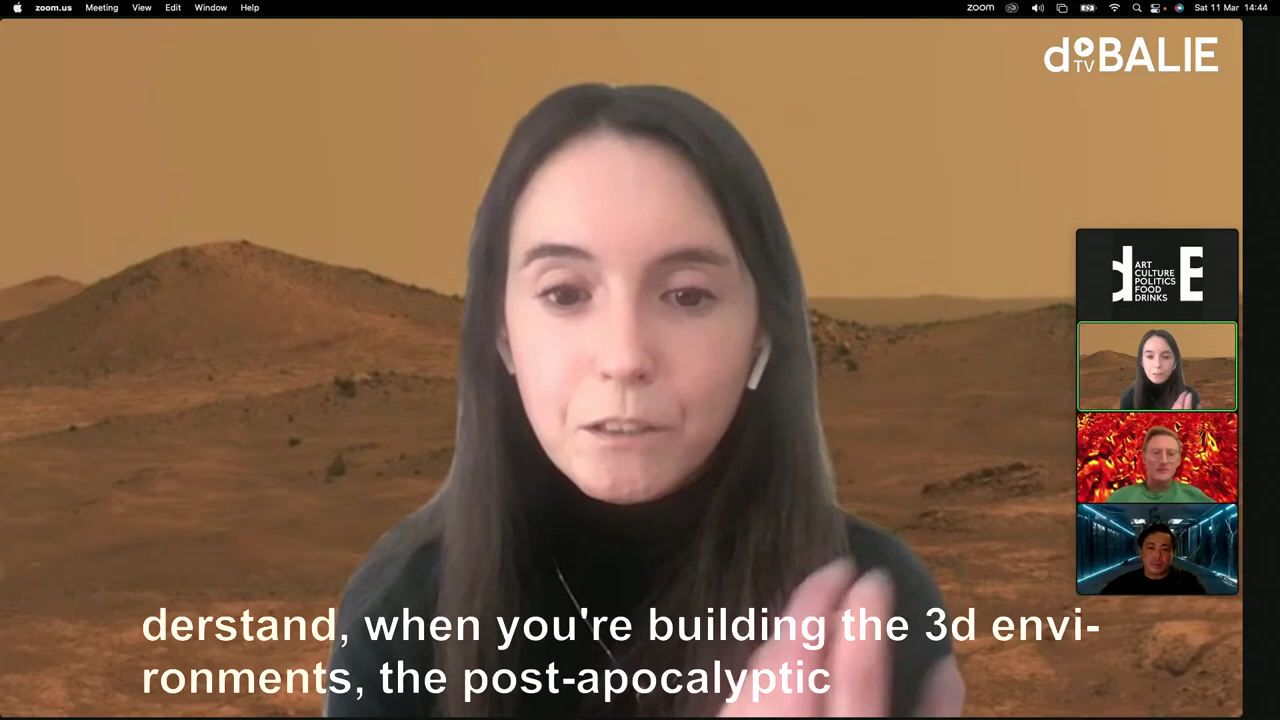 zoom.us Meeting View Edit Window Help zoom Sat 11 Mar 14:44
de BALIE
TV
d E
ART
CULTURE
POLITICS
FOOD
DRINKS
derstand, when you're building the 3d envi-
ronments, the post-apocalyptic